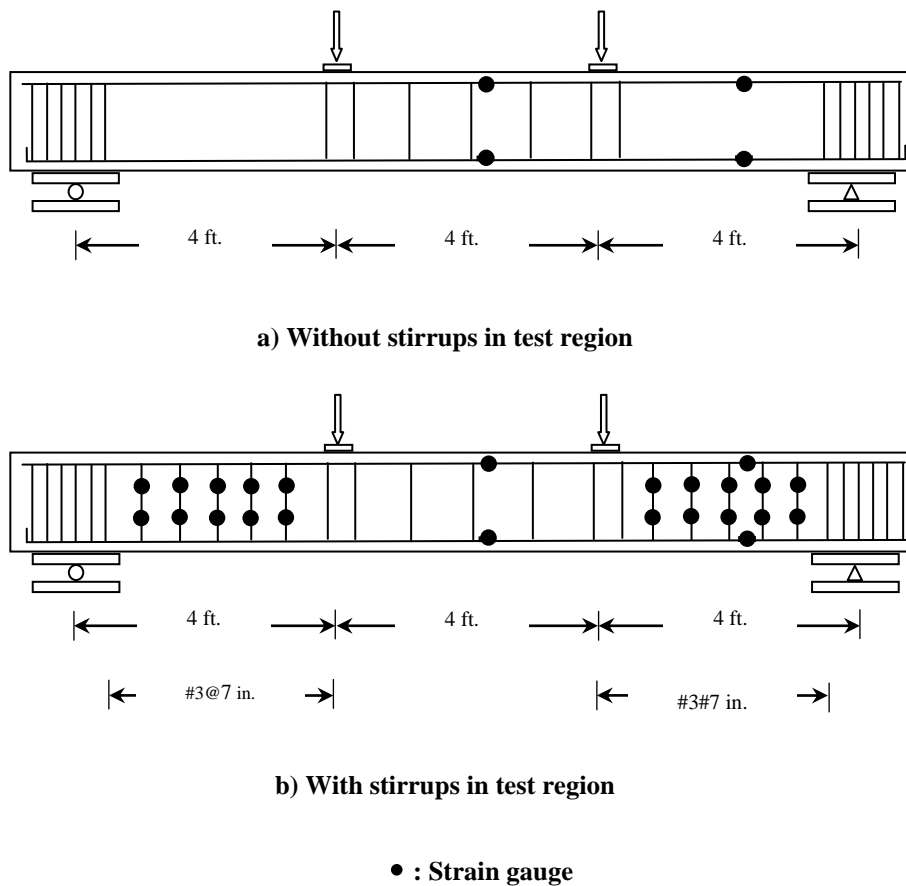 4 ft. 4 ft. 4 ft.
a) Without stirrups in test region
4 ft. 4 ft. 4 ft.
#3@7 in. #3#7 in.
b) With stirrups in test region
: Strain gauge